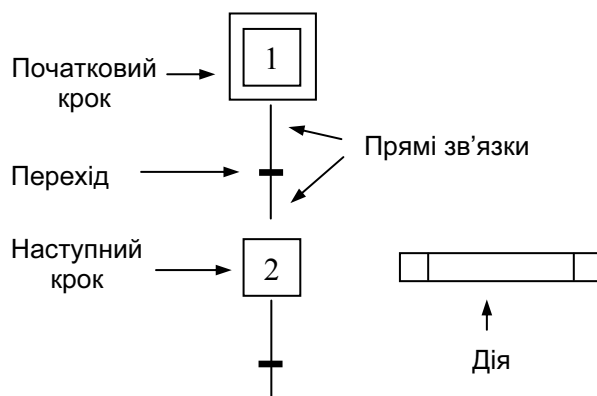 1
Початковий
крок
Прямі зв’язки
Перехід
Наступний
крок
2
Дія